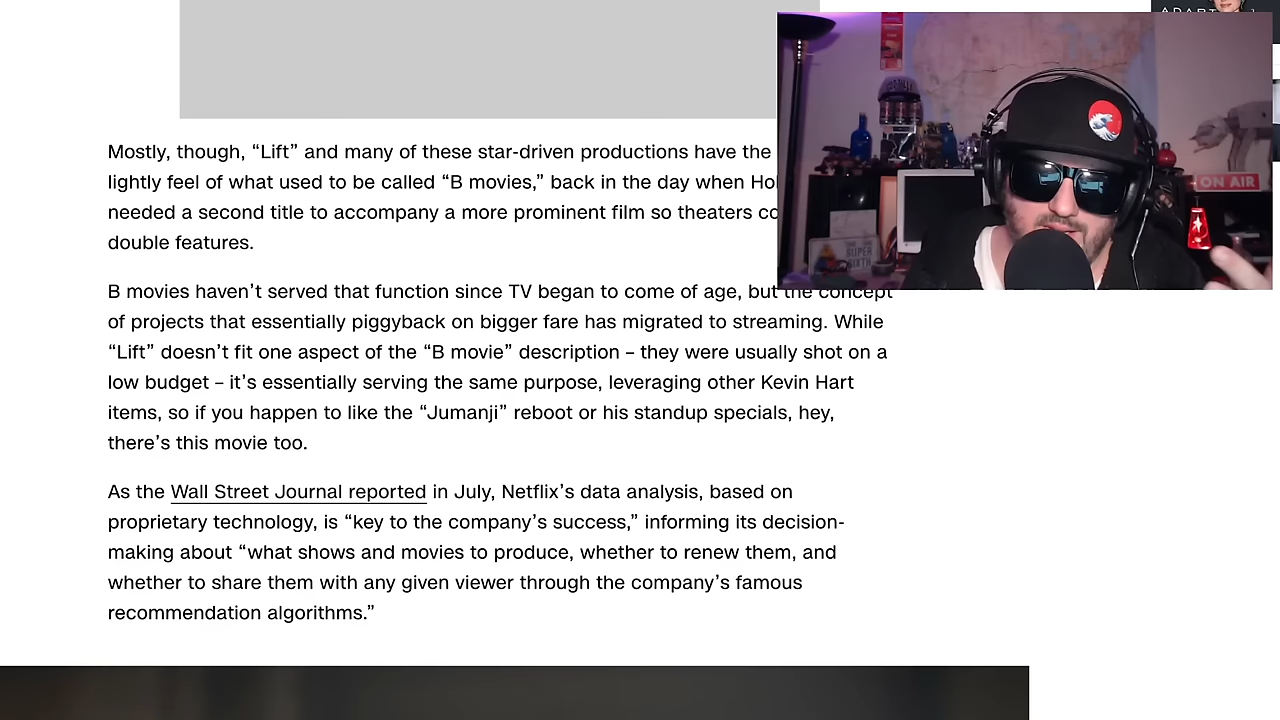 Mostly, though, “Lift” and many of these star-driven productions have the
lightly feel of what used to be called “B movies,” back in the day when
needed a second title to accompany a more prominent film so theaters
double features.
B movies haven’t served that function since TV began to come of age, but the concept
of projects that essentially piggyback on bigger fare has migrated to streaming. While
“Lift” doesn’t fit one aspect of the “B movie” description – they were usually shot on a
low budget – it’s essentially serving the same purpose, leveraging other Kevin Hart
items, so if you happen to like the “Jumanji” reboot or his standup specials, hey,
there’s this movie too.
As the Wall Street Journal reported in July, Netflix’s data analysis, based on
proprietary technology, is “key to the company’s success,” informing its decision-
making about “what shows and movies to produce, whether to renew them, and
whether to share them with any given viewer through the company’s famous
recommendation algorithms.”
ON AIR
SUPER
SIXTH